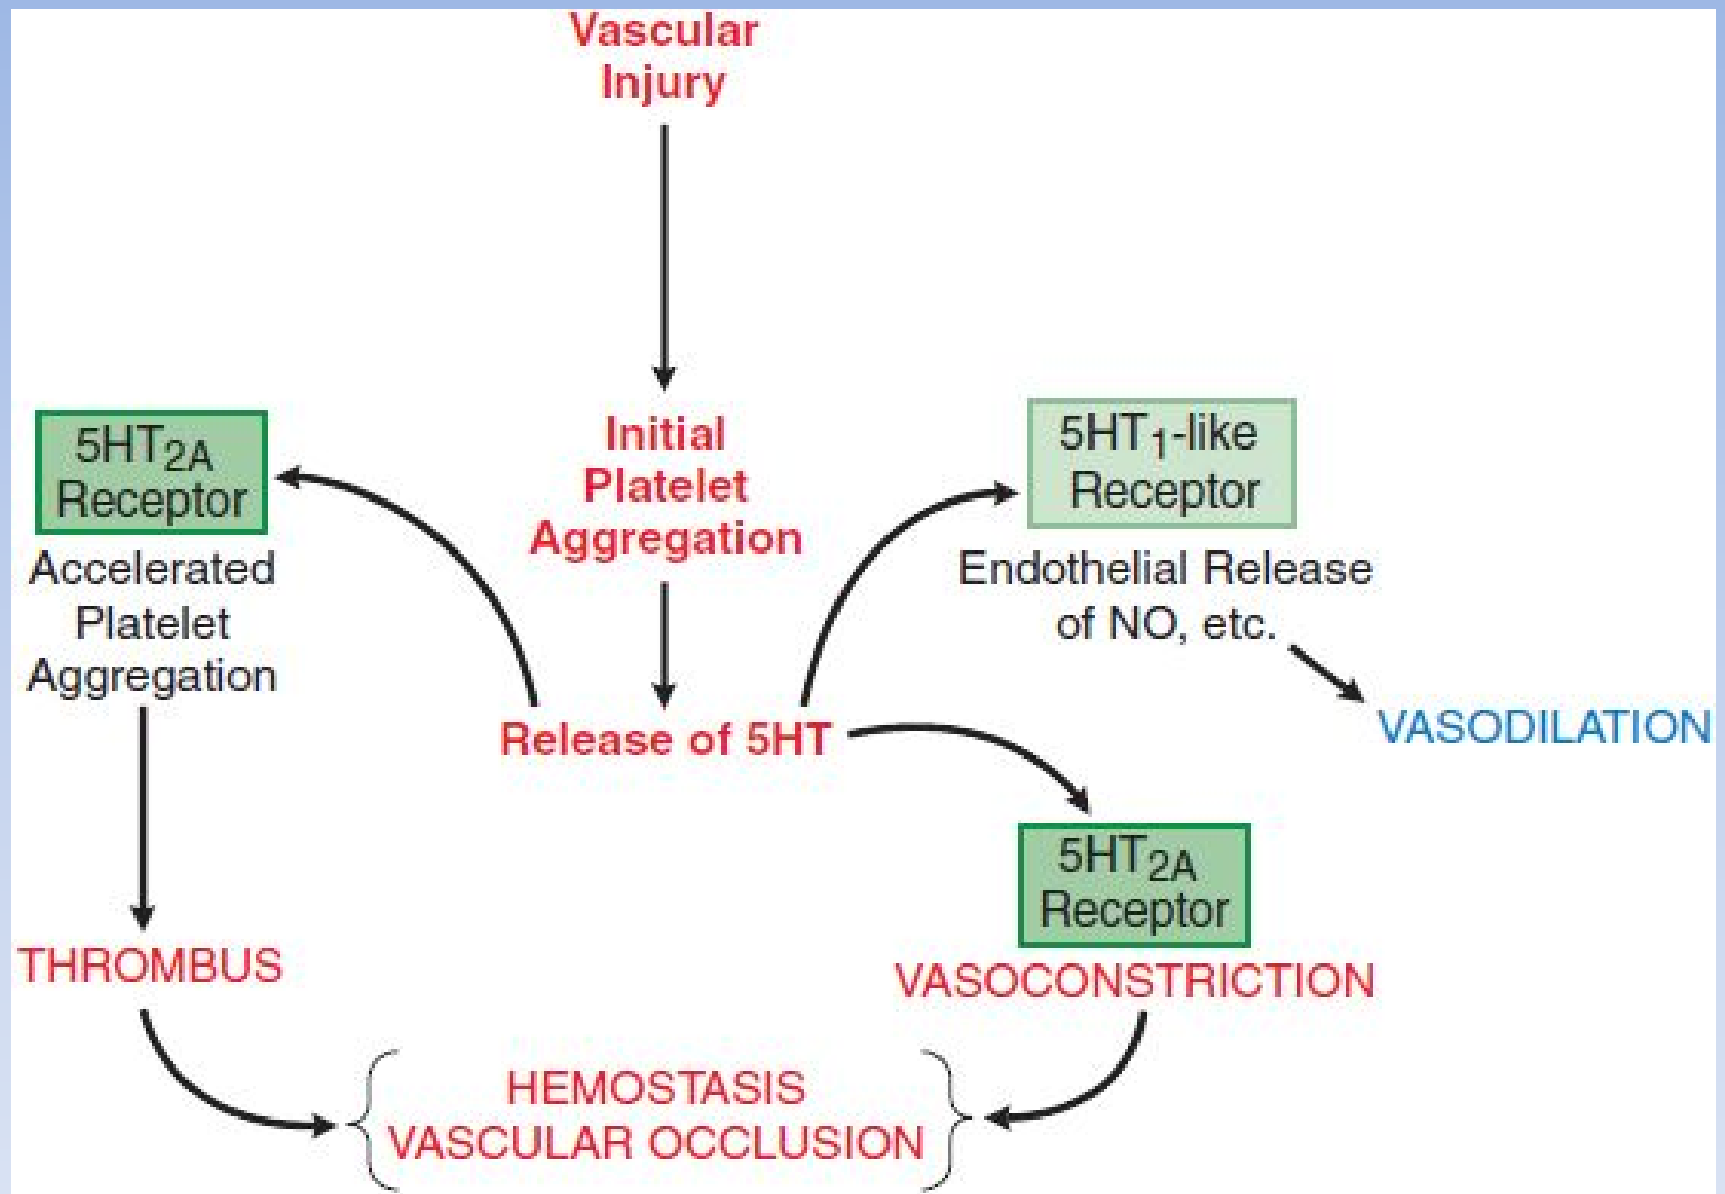 Vascular
Injury
Initial
Platelet
Aggregation
5HT2A
Receptor
Accelerated
Platelet
Aggregation
5HT1-like
Receptor
Endothelial Release
of NO, etc.
Release of 5HT
VASODILATION
5HT2A
Receptor
THROMBUS
VASOCONSTRICTION
HEMOSTASIS
VASCULAR OCCLUSION